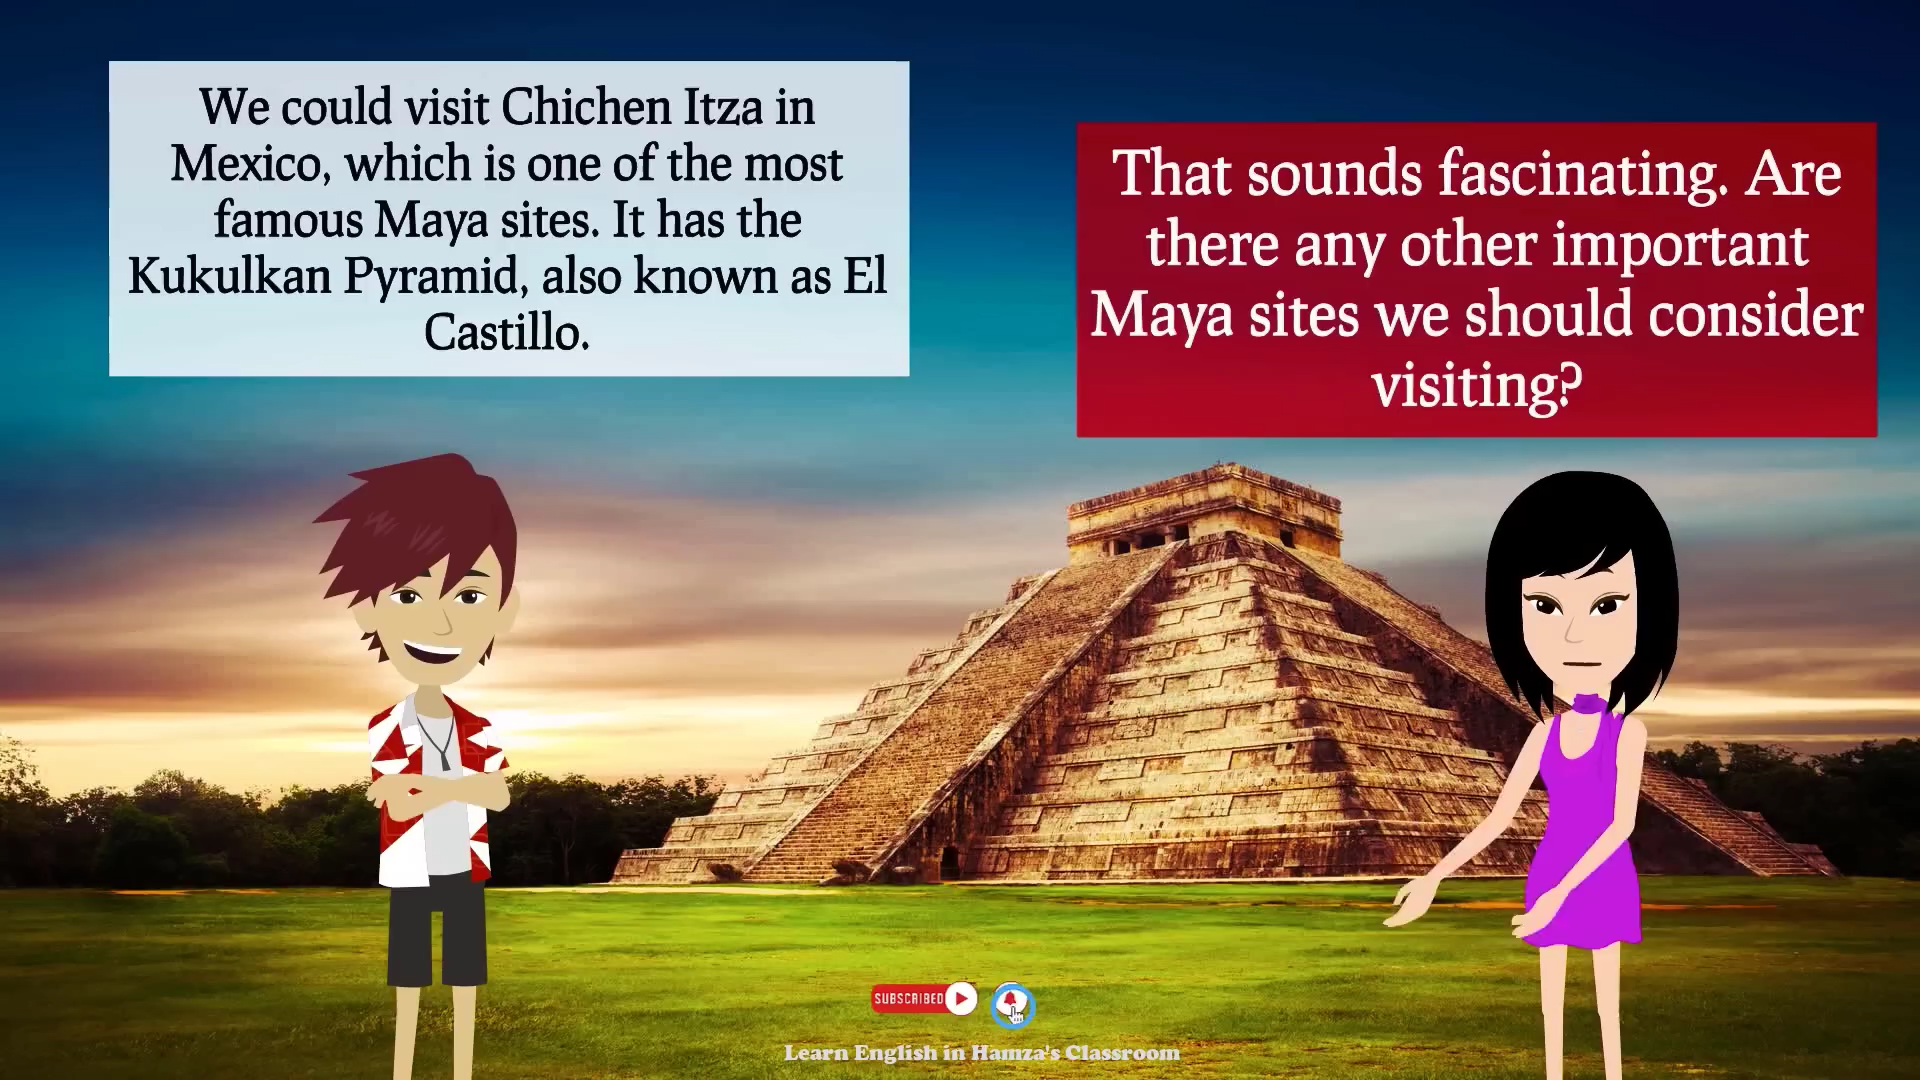 We could visit Chichen Itza in
Mexico, which is one of the most
famous Maya sites. It has the
Kukulkan Pyramid, also known as El
Castillo.
That sounds fascinating. Are
there any other important
Maya sites we should consider
visiting?
SUBSCRIBED
Learn English in Hamza's Classroom